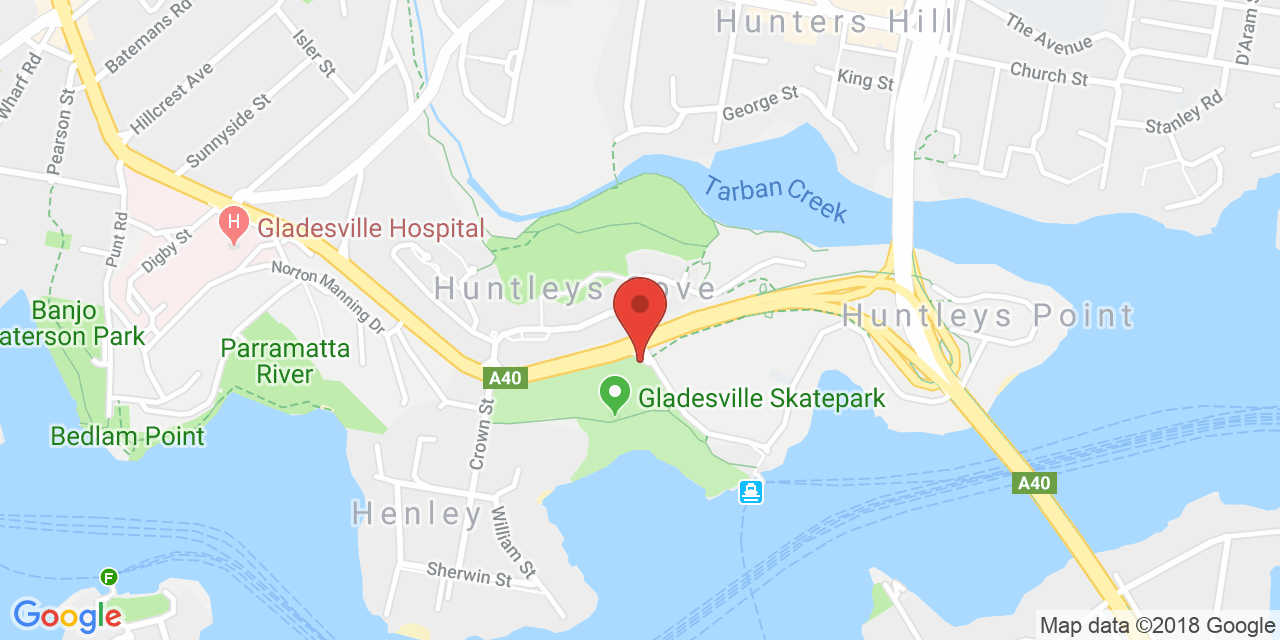 Hunters Hill
The Avenue
D'Aram S
Batemans Rd
Isler St
Wharf Rd
King St
Church St
Hillcrest Ave
George St
Stanley Rd
Pearson St
Sunnyside St
Tarban Creek
H
Gladesville Hospital
Punt Rd
Digby St
Norron Manning Dr
Huntleys ove
Huntleys Point
Banjo
aterson Park
Parramatta
River
A40
Gladesville Skatepark
Bedlam Point
Crown St
A40
Henley
William St
Sherwin St
F
Google
Map data ©2018 Google